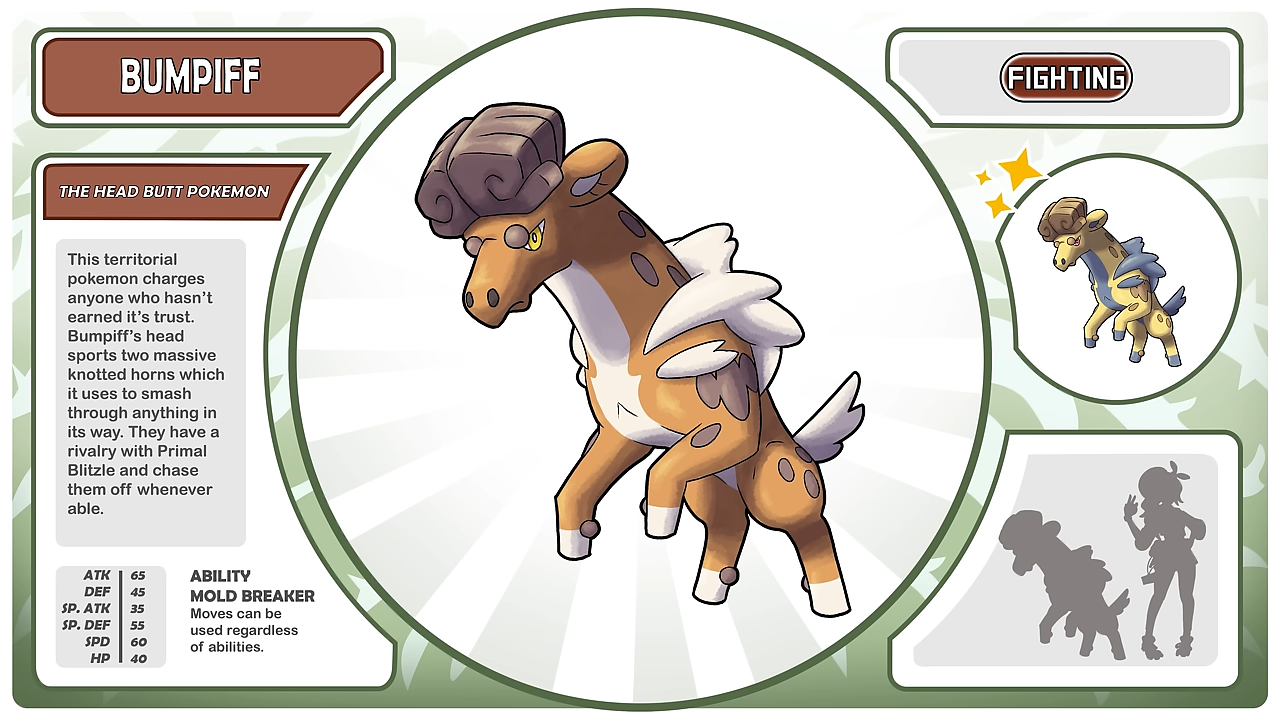 BUMPIFF
FIGHTING
THE HEAD BUTT POKEMON
This territorial
pokemon charges
anyone who hasn't
earned it's trust.
Bumpiff's head
sports two massive
knotted horns which
it uses to smash
through anything in
its way. They have a
rivalry with Primal
Blitzle and chase
them off whenever
able.
ATK 65
DEF 45
SP. ATK 35
SP. DEF 55
SPD 60
HP 40
ABILITY
MOLD BREAKER
Moves can be
used regardless
of abilities.